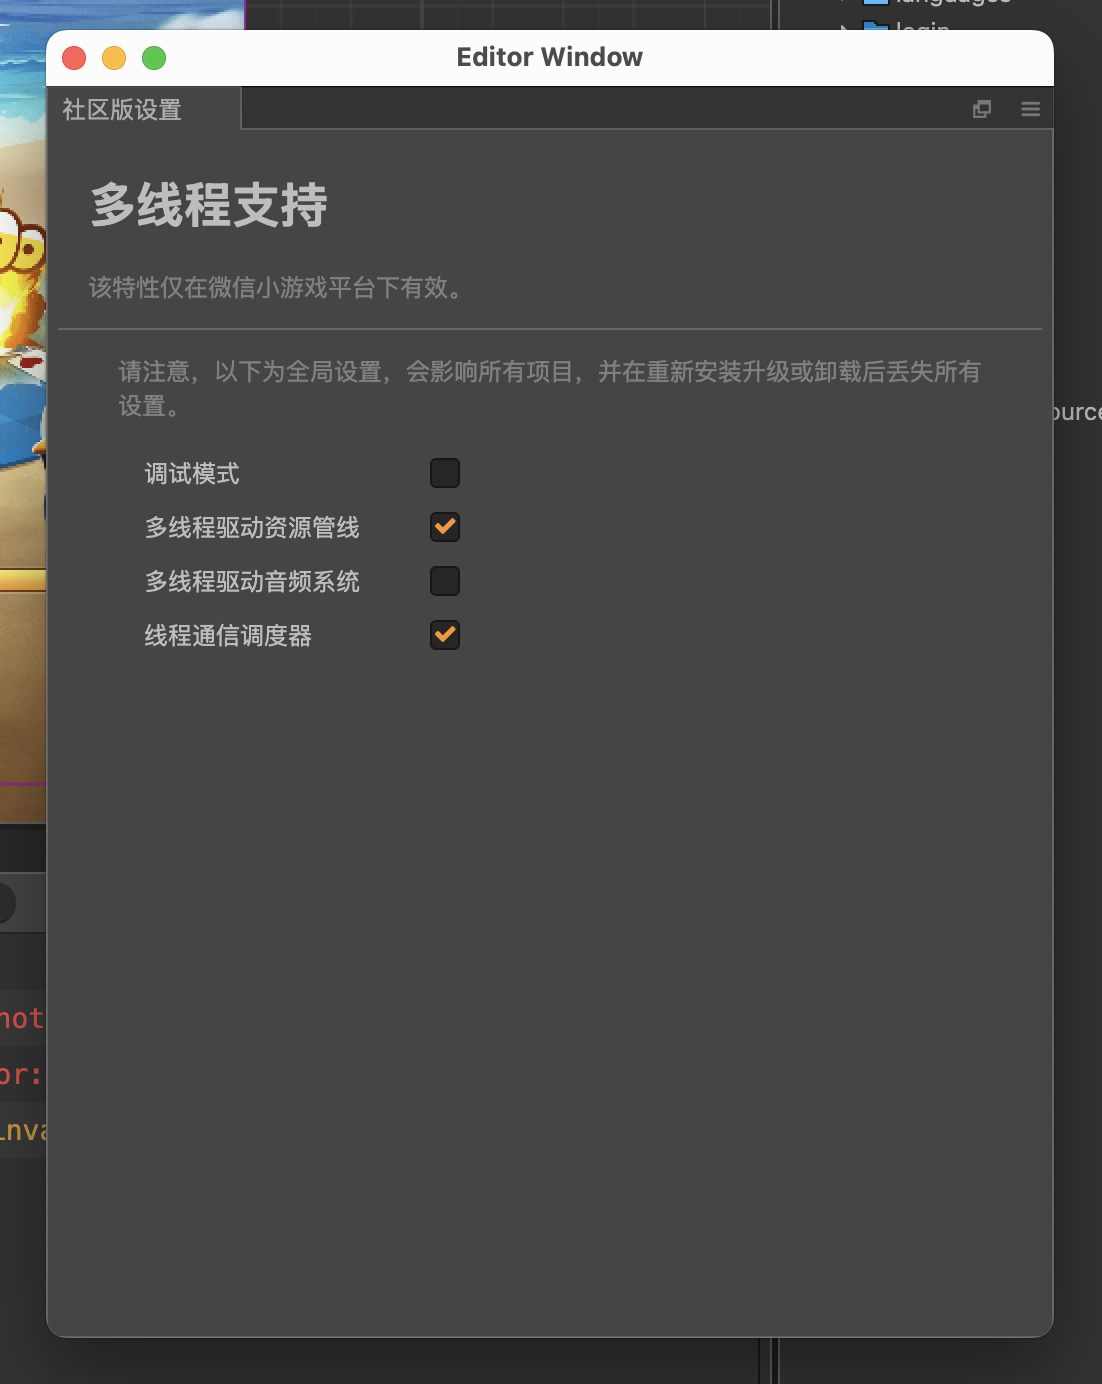 login
Editor Window
社区版设置
多线程支持
该特性仅在微信小游戏平台下有效。
请注意，以下为全局设置，会影响所有项目，并在重新安装升级或卸载后丢失所有
设置。
调试模式
多线程驱动资源管线
多线程驱动音频系统
线程通信调度器
not
or: